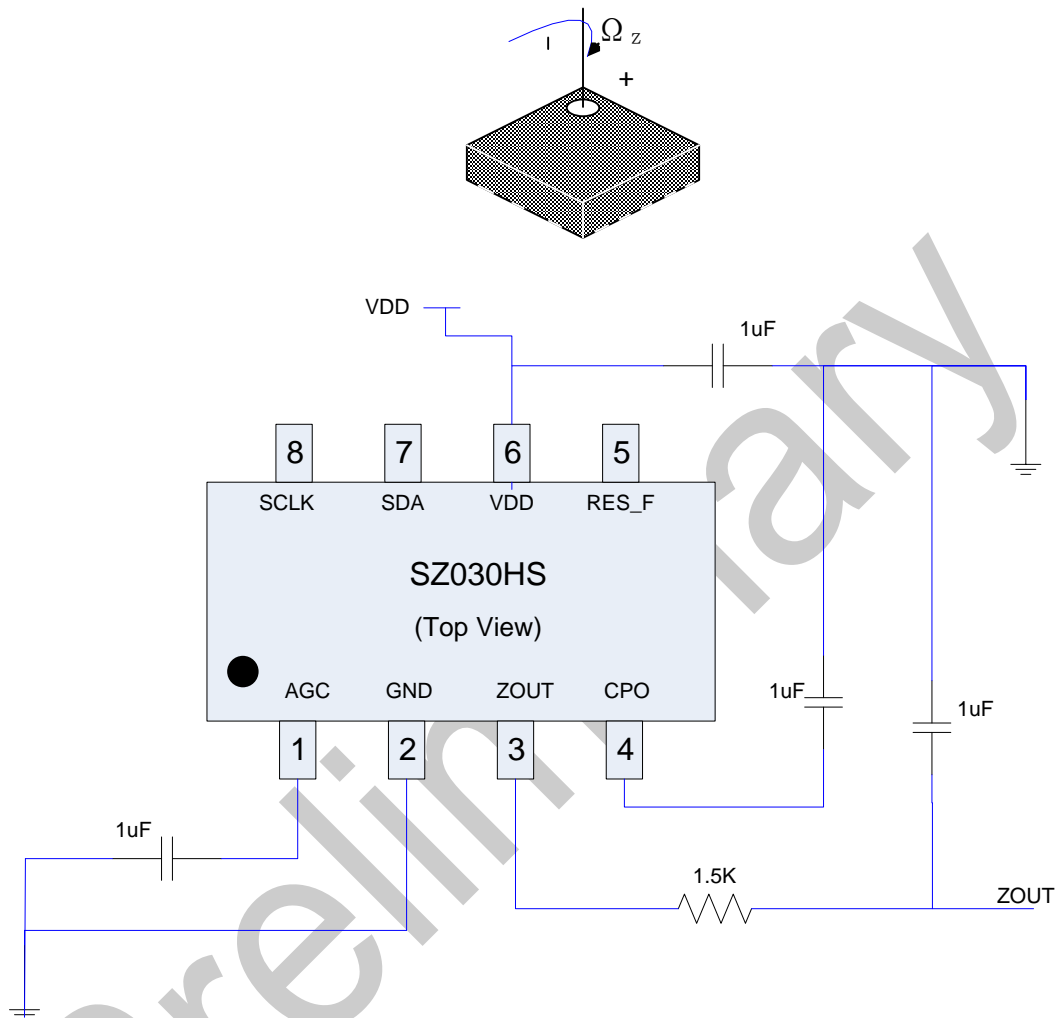 Ω z
-
+
VDD
1uF
8
7
6
5
SCLK
SDA
VDD
RES_F
SZ030HS
(Top View)
AGC
GND
ZOUT
CPO
1uF
1uF
1
2
3
4
1uF
1.5K
ZOUT
Preliminary